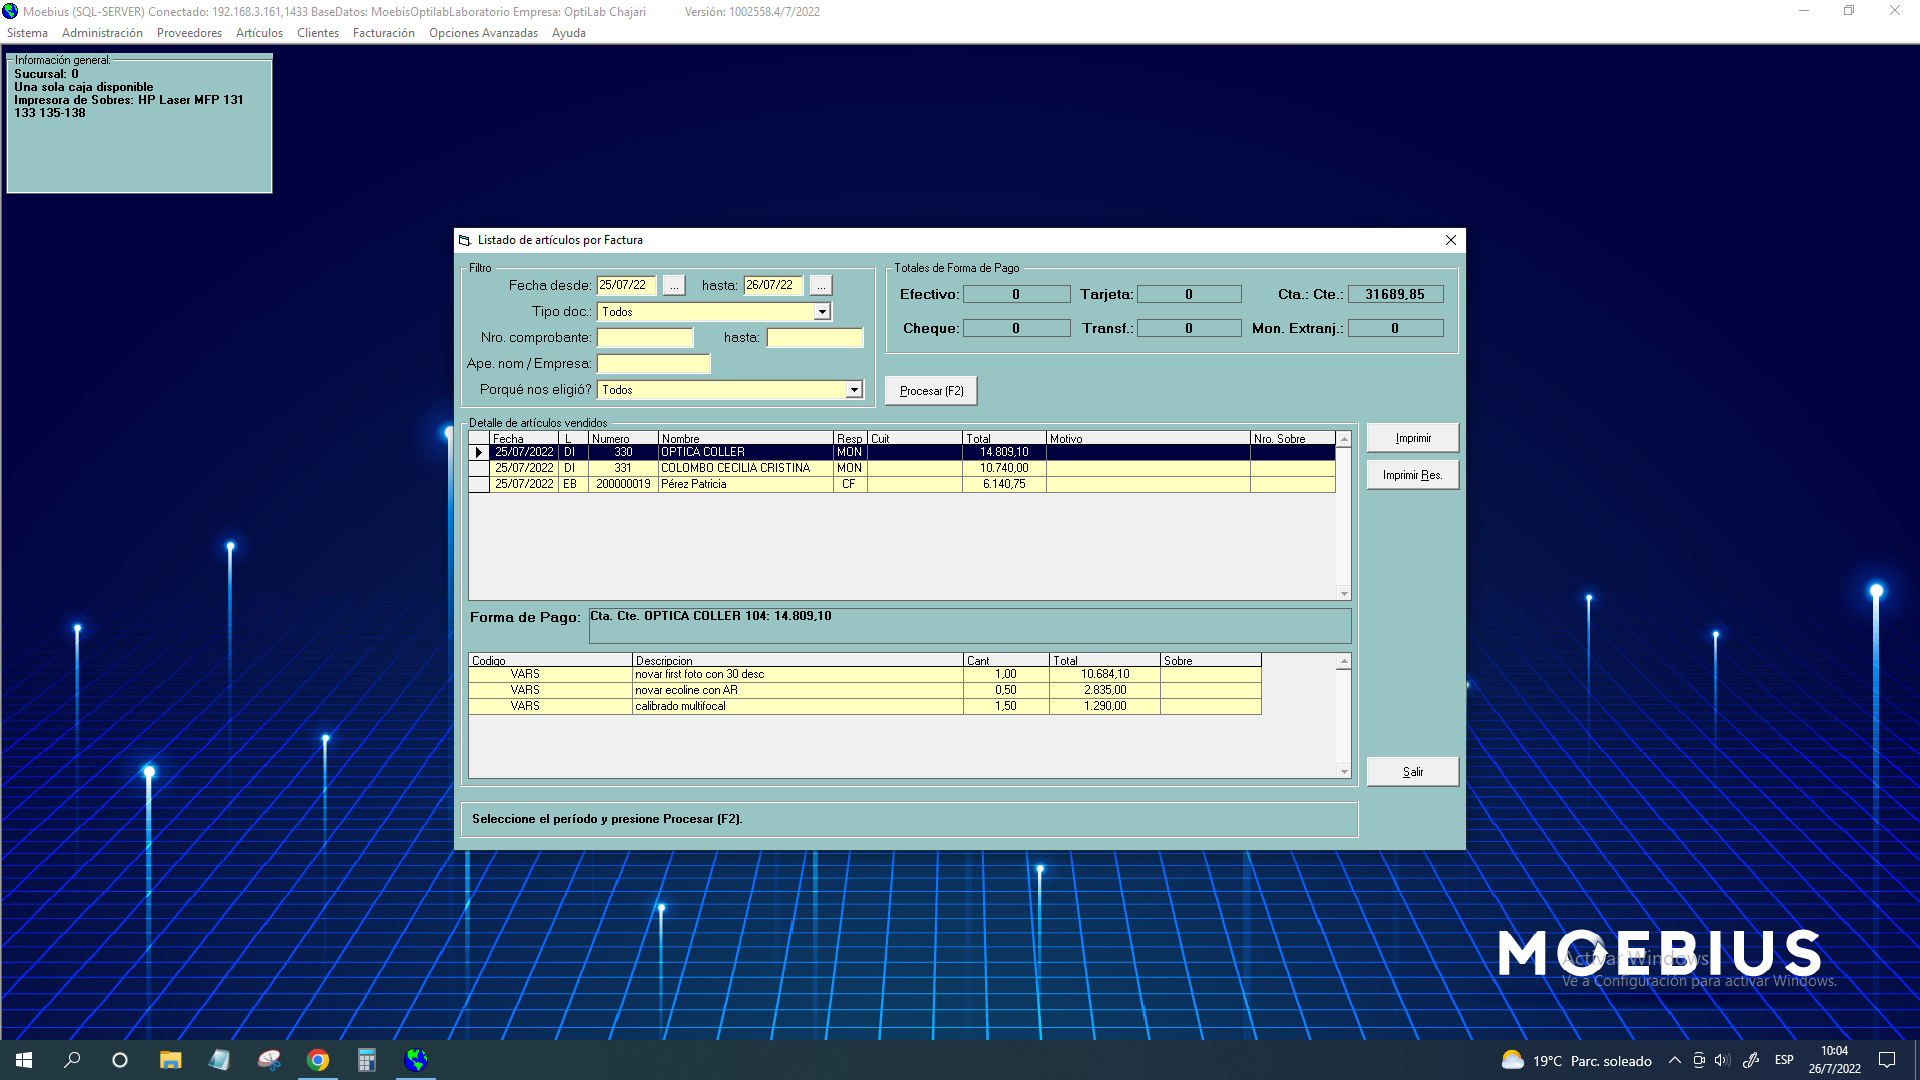 Moebius (SQL-SERVER) Conectado: 192.168.3.161,1433 BaseDatos: MoebisOptilabLaboratorio Empresa: OptiLab Chajari Versión: 1002558.4/7/2022
Sistema Administración Proveedores Artículos Clientes Facturación Opciones Avanzadas Ayuda
Información general:
Sucursal: 0
Una sola caja disponible
Impresora de Sobres: HP Laser MFP 131
133 135-138
Listado de artículos por Factura
Filtro
Fecha desde: 25/07/22 ... hasta: 26/07/22 ...
Tipo doc.: Todos
Nro. comprobante: hasta:
Ape. nom / Empresa:
Porqué nos eligió? Todos
Totales de Forma de Pago
Efectivo: 0 Tarjeta: 0 Cta.: Cte.: 31689,85
Cheque: 0 Transf.: 0 Mon. Extranj.: 0
Procesar (F2)
Detalle de artículos vendidos
Fecha L Numero Nombre Resp Cuit Total Motivo Nro. Sobre
25/07/2022 DI 330 OPTICA COLLER MON 14.809,10
25/07/2022 DI 331 COLOMBO CECILIA CRISTINA MON 10.740,00
25/07/2022 EB 200000019 Pérez Patricia CF 6.140,75
Imprimir
Imprimir Res.
Forma de Pago: Cta. Cte. OPTICA COLLER 104: 14.809,10
Codigo Descripcion Cant Total Sobre
VARS novar first foto con 30 desc 1,00 10.684,10
VARS novar ecoline con AR 0,50 2.835,00
VARS calibrado multifocal 1,50 1.290,00
Salir
Seleccione el período y presione Procesar (F2).
MOEBIUS
Activar Windows
Ve a Configuración para activar Windows.
19°C Parc. soleado ESP 10:04
26/7/2022